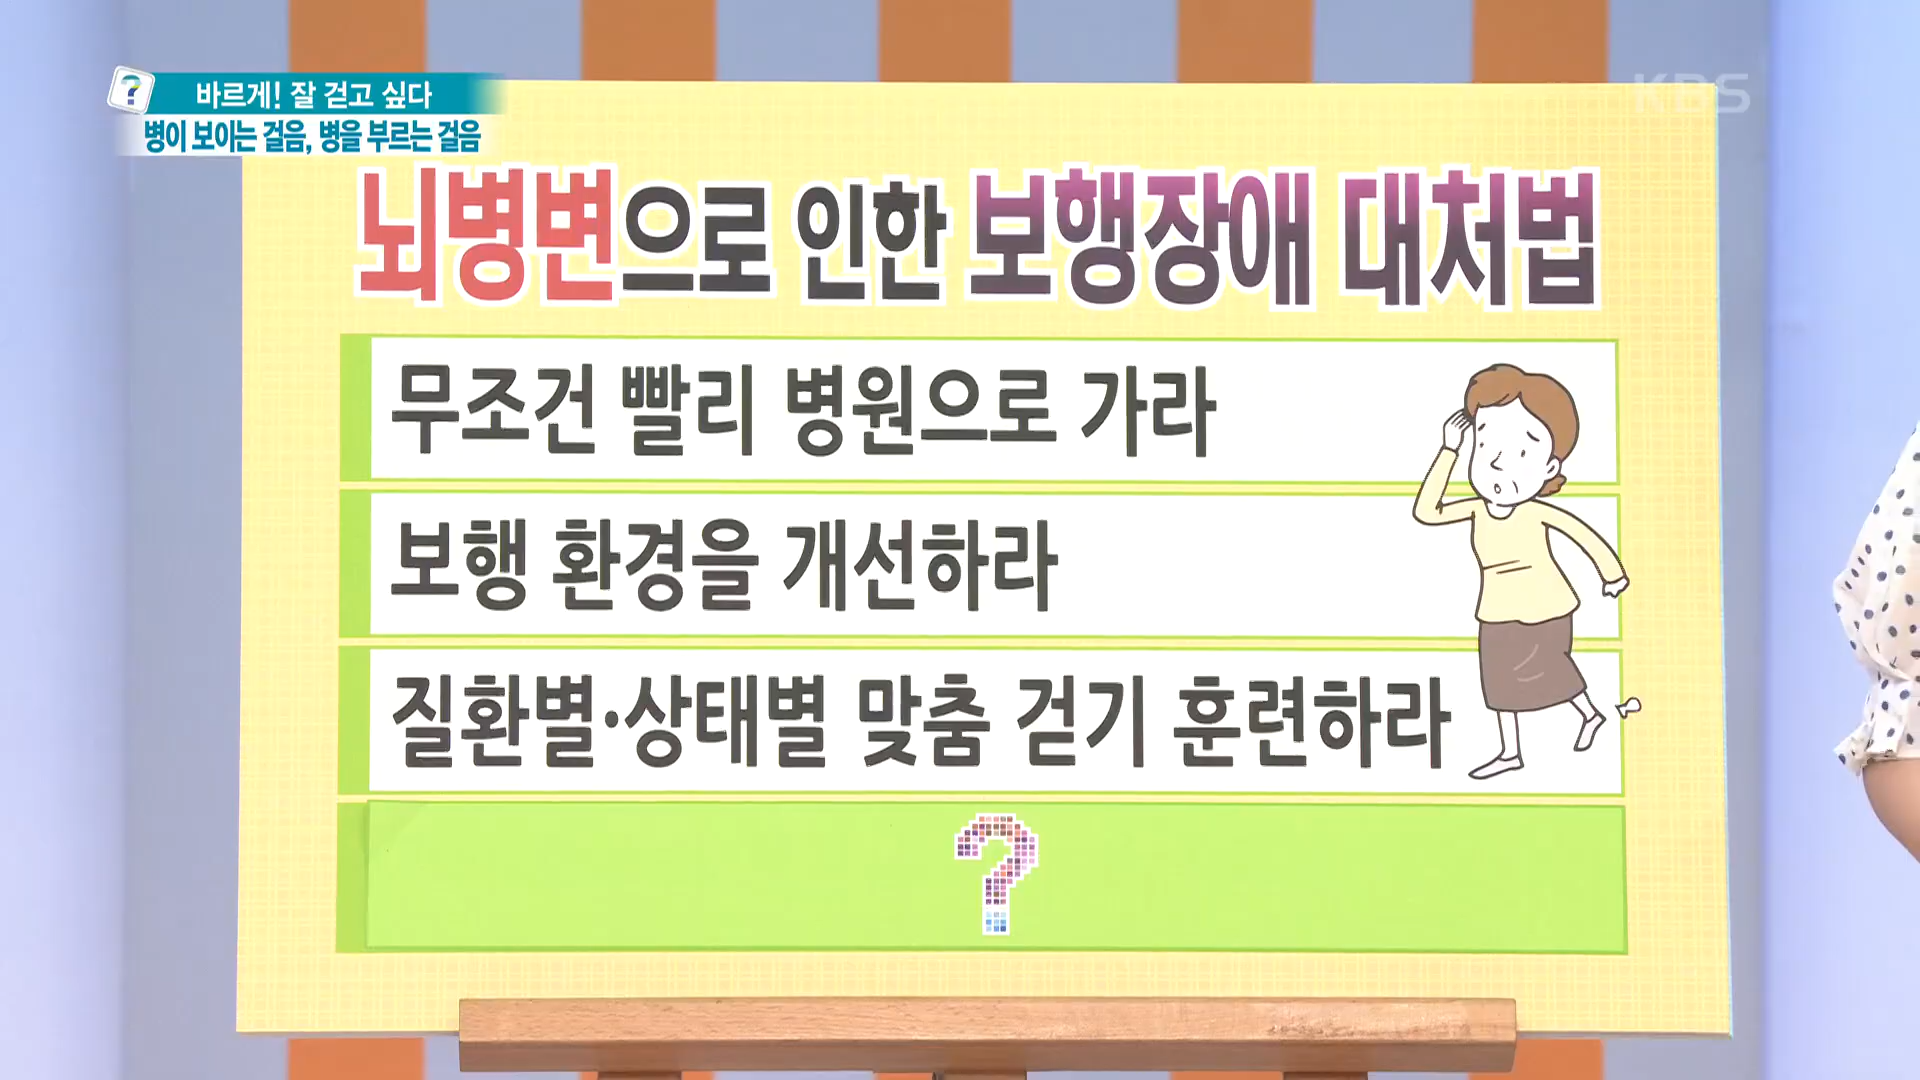 바르게! 잘 걷고 싶다
병이 보이는 걸음, 병을 부르는 걸음
KBS
뇌병변으로 인한 보행장애 대처법
무조건 빨리 병원으로 가라
보행 환경을 개선하라
질환별·상태별 맞춤 걷기 훈련하라
?